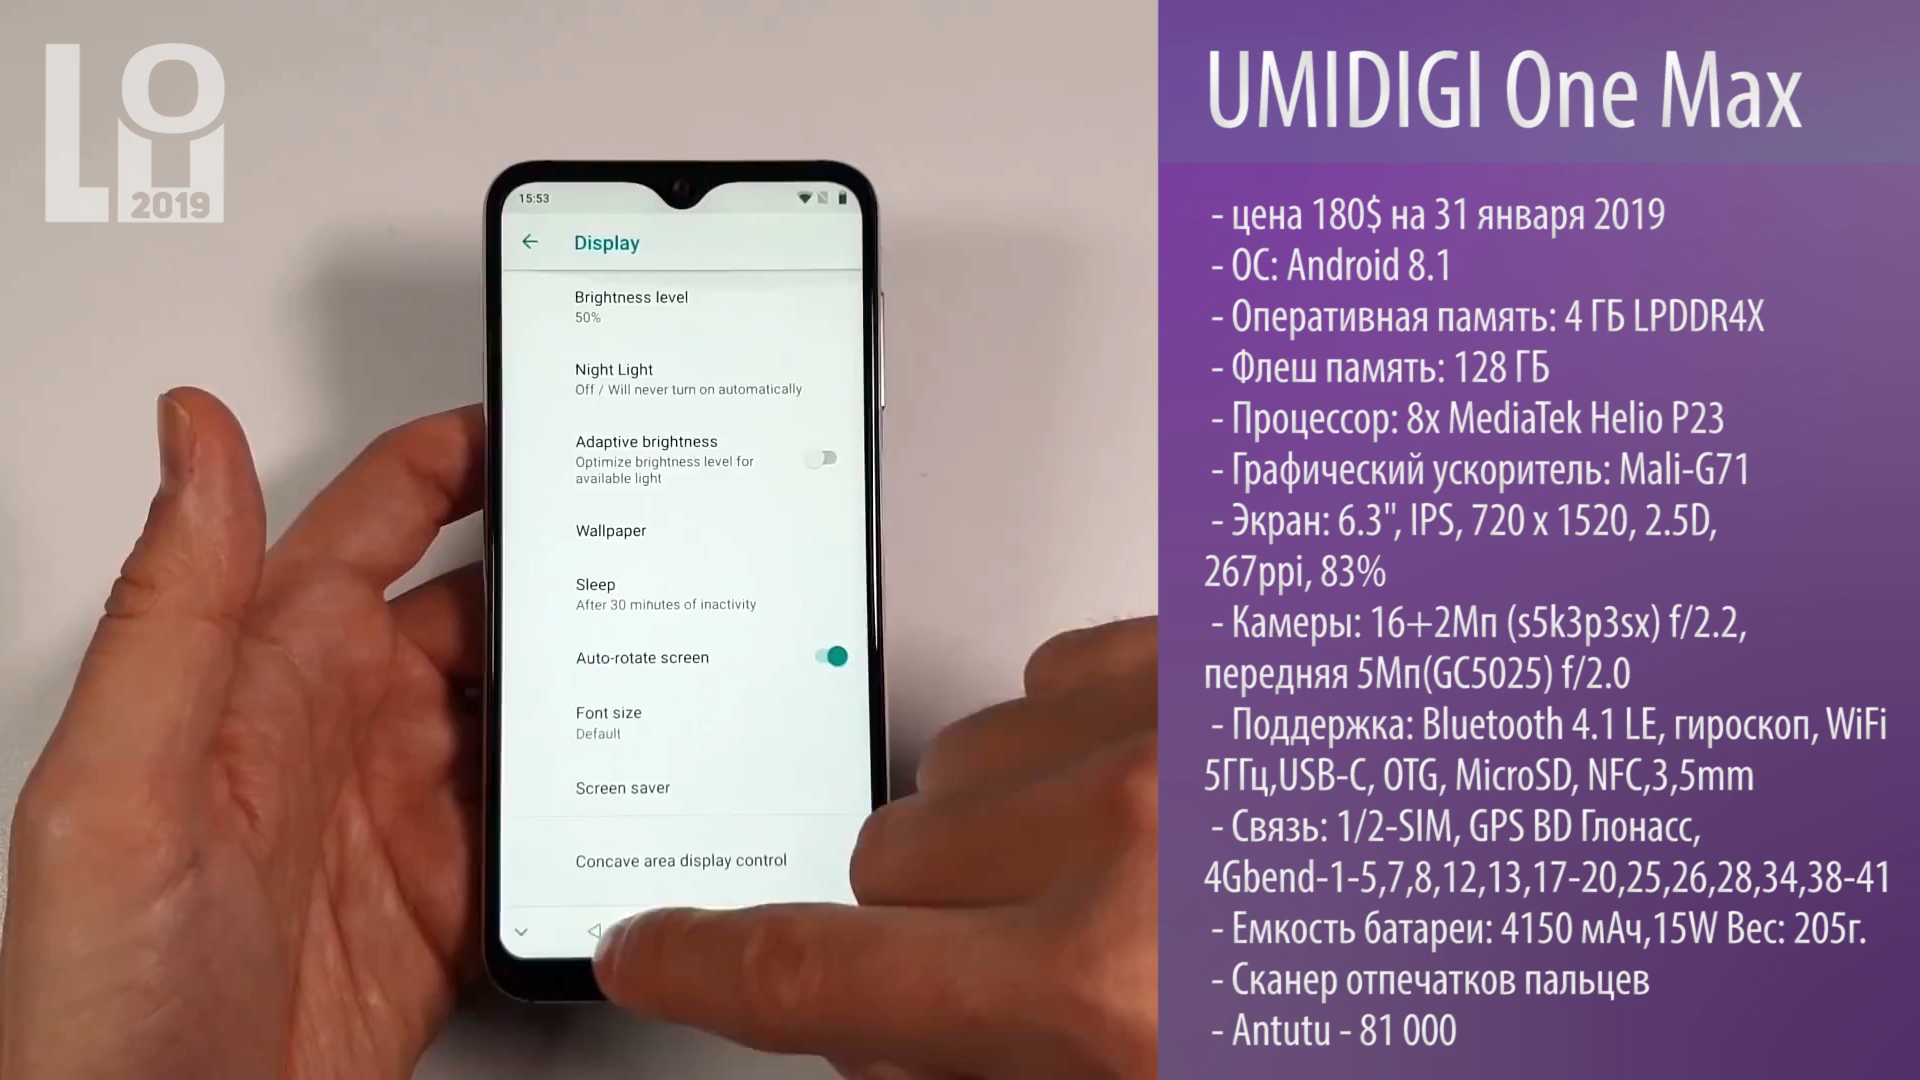 LOH
2019
15:53
Display
Brightness level
50%
Night Light
Off / Will never turn on automatically
Adaptive brightness
Optimize brightness level for
available light
Wallpaper
Sleep
After 30 minutes of inactivity
Auto-rotate screen
Font size
Default
Screen saver
Concave area display control
UMIDIGI One Max
- цена 180$ на 31 января 2019
- ОС: Android 8.1
- Оперативная память: 4 ГБ LPDDR4X
- Флеш память: 128 ГБ
- Процессор: 8x MediaTek Helio P23
- Графический ускоритель: Mali-G71
- Экран: 6.3", IPS, 720 x 1520, 2.5D,
267ppi, 83%
- Камеры: 16+2Мп (s5k3p3sx) f/2.2,
передняя 5Мп(GC5025) f/2.0
- Поддержка: Bluetooth 4.1 LE, гироскоп, WiFi
5ГГц,USB-C, OTG, MicroSD, NFC,3,5mm
- Связь: 1/2-SIM, GPS BD Глонасс,
4Gbend-1-5,7,8,12,13,17-20,25,26,28,34,38-41
- Емкость батареи: 4150 мАч,15W Вес: 205г.
- Сканер отпечатков пальцев
- Antutu - 81 000